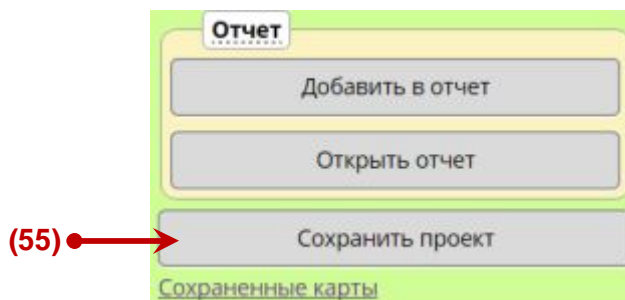 Отчет
Добавить в отчет
Открыть отчет
(55) Сохранить проект
Сохраненные карты